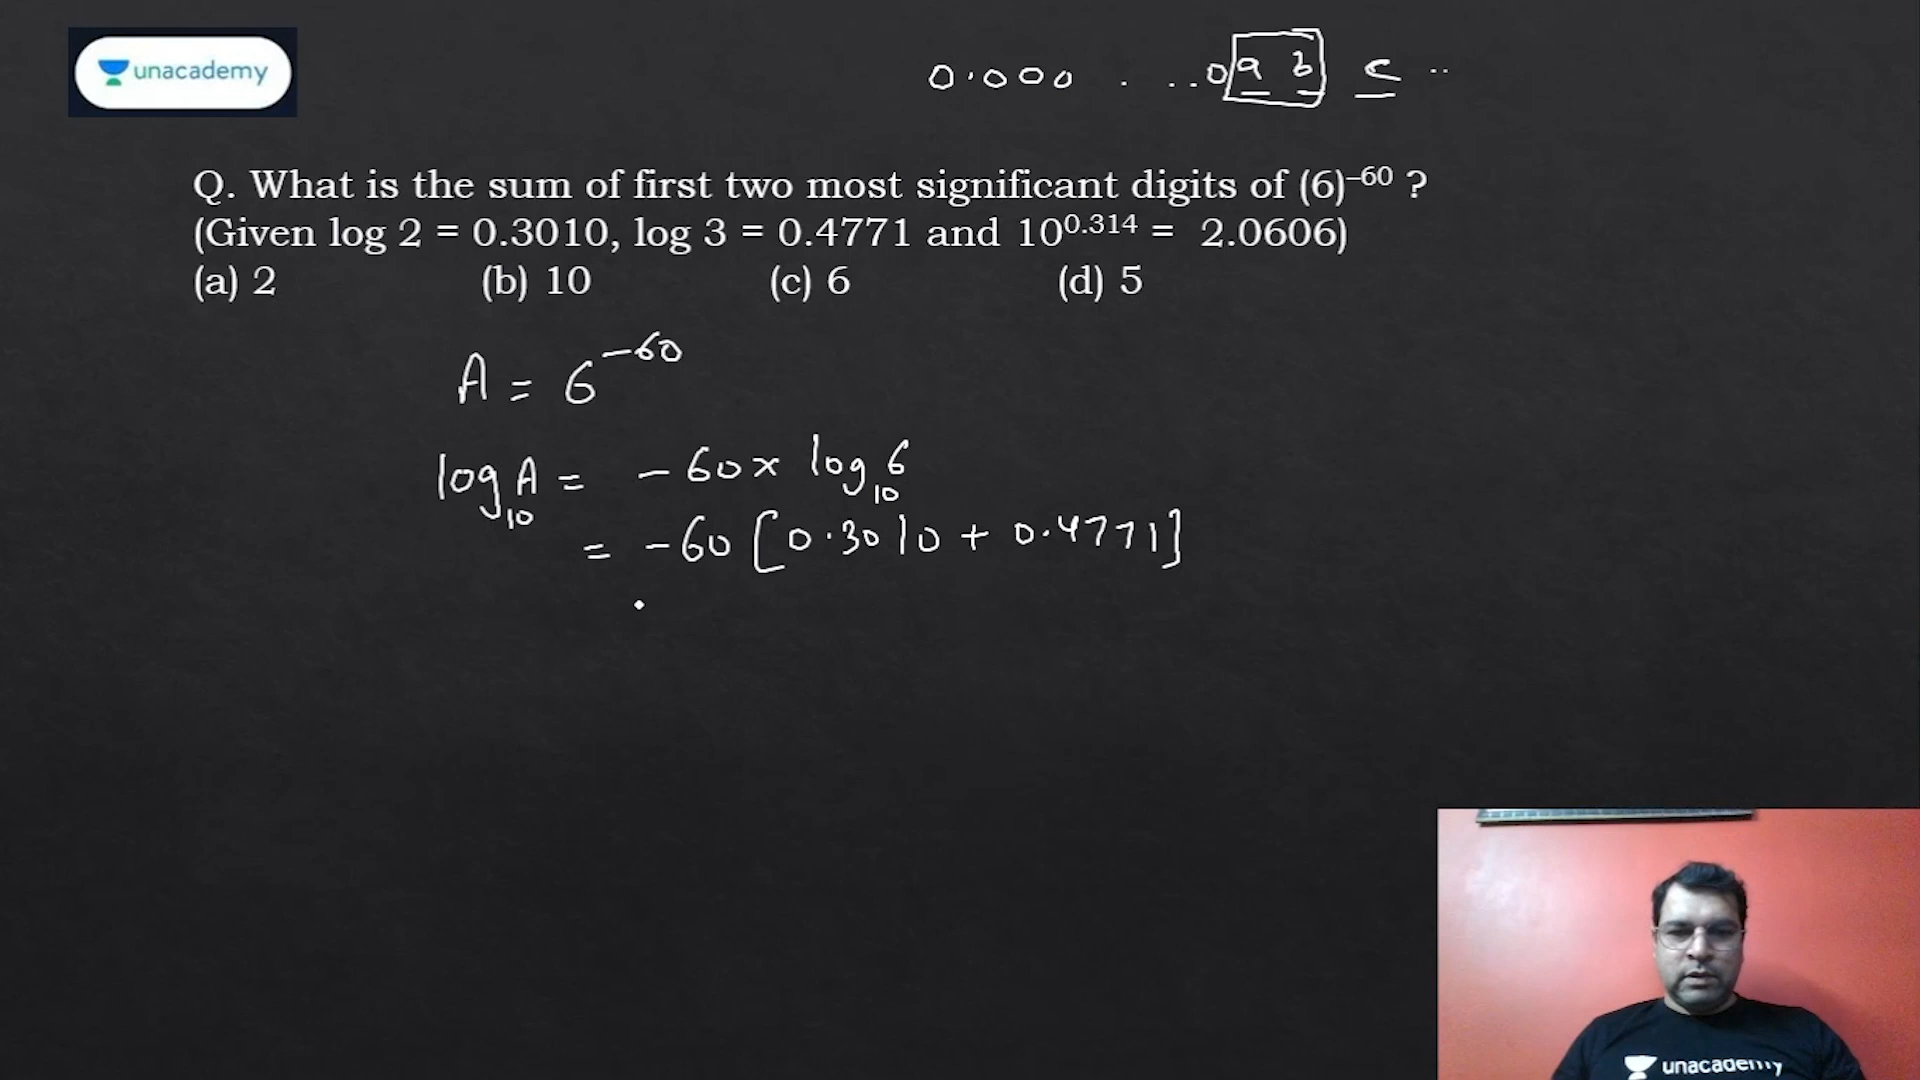 unacademy
0.000 . . . 0 a b c ..
Q. What is the sum of first two most significant digits of (6)⁻⁶⁰ ?
(Given log 2 = 0.3010, log 3 = 0.4771 and 10⁰·³¹⁴ = 2.0606)
(a) 2 (b) 10 (c) 6 (d) 5
A = 6⁻⁶⁰
log₁₀ A = - 60 x log₁₀ 6
= - 60 [0.3010 + 0.4771]
unacademy